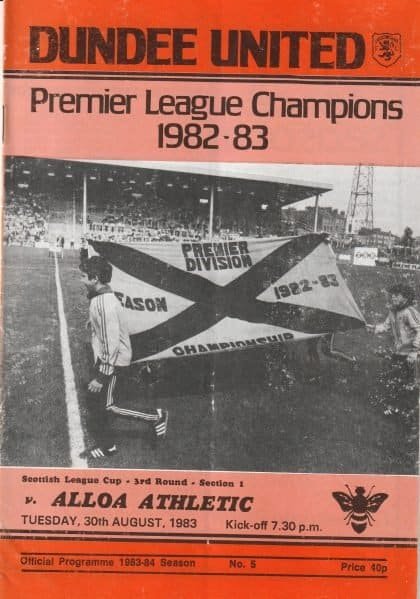 DUNDEE UNITED
Premier League Champions
1982-83
PREMIER
DIVISION
SEASON
1922-83
CHAMPIONSHIP
Scottish League Cup - 3rd Round - Section 1
v. ALLOA ATHLETIC
TUESDAY, 30th AUGUST, 1983 Kick-off 7.30 p.m.
Official Programme 1983-84 Season No. 5 Price 40p